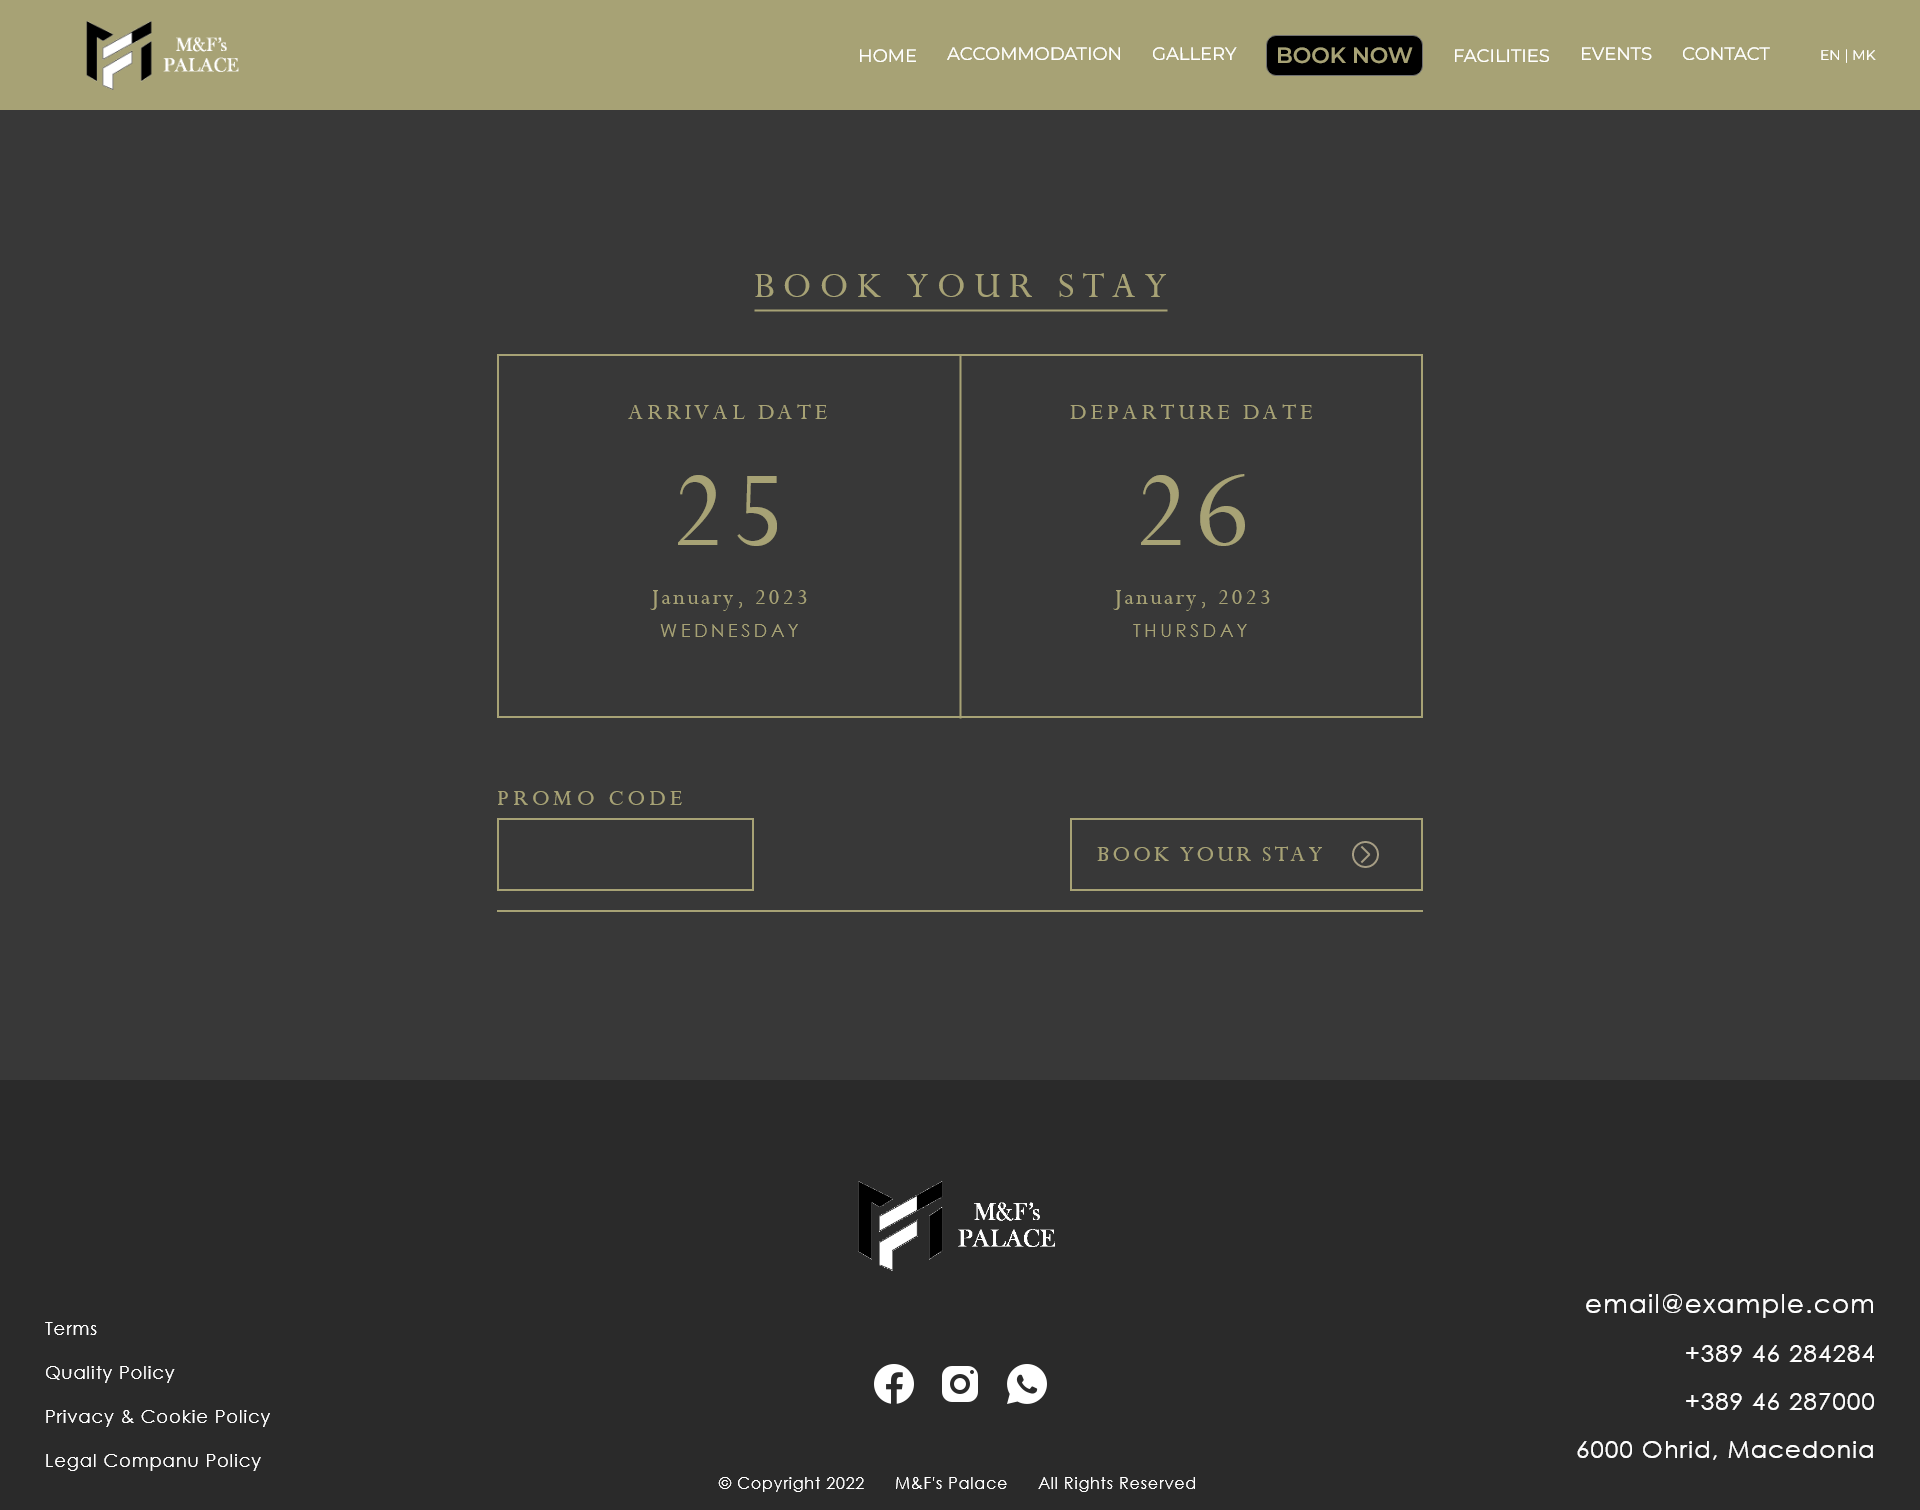 M&F's
PALACE
HOME ACCOMMODATION GALLERY BOOK NOW FACILITIES EVENTS CONTACT EN | MK
BOOK YOUR STAY
ARRIVAL DATE
25
January, 2023
WEDNESDAY
DEPARTURE DATE
26
January, 2023
THURSDAY
PROMO CODE
BOOK YOUR STAY
M&F's
PALACE
Terms
Quality Policy
Privacy & Cookie Policy
Legal Companu Policy
© Copyright 2022 M&F's Palace All Rights Reserved
email@example.com
+389 46 284284
+389 46 287000
6000 Ohrid, Macedonia